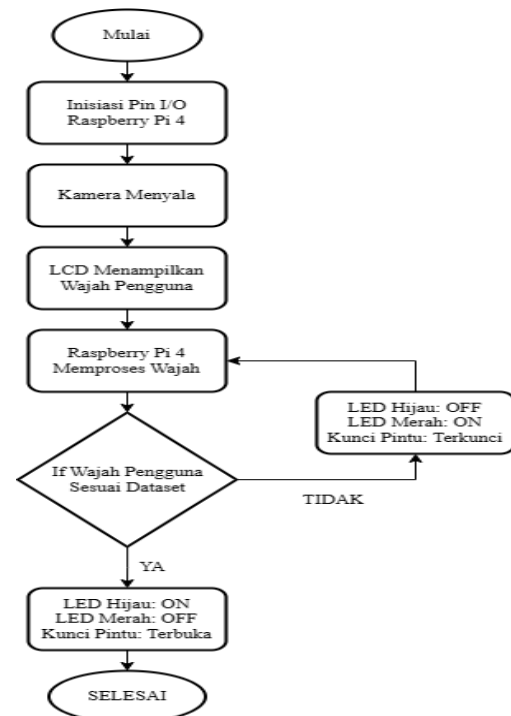 Mulai
Inisiasi Pin I/O
Raspberry Pi 4
Kamera Menyala
LCD Menampilkan
Wajah Pengguna
Raspberry Pi 4
Memproses Wajah
LED Hijau: OFF
LED Merah: ON
Kunci Pintu: Terkunci
If Wajah Pengguna
Sesuai Dataset
TIDAK
YA
LED Hijau: ON
LED Merah: OFF
Kunci Pintu: Terbuka
SELESAI